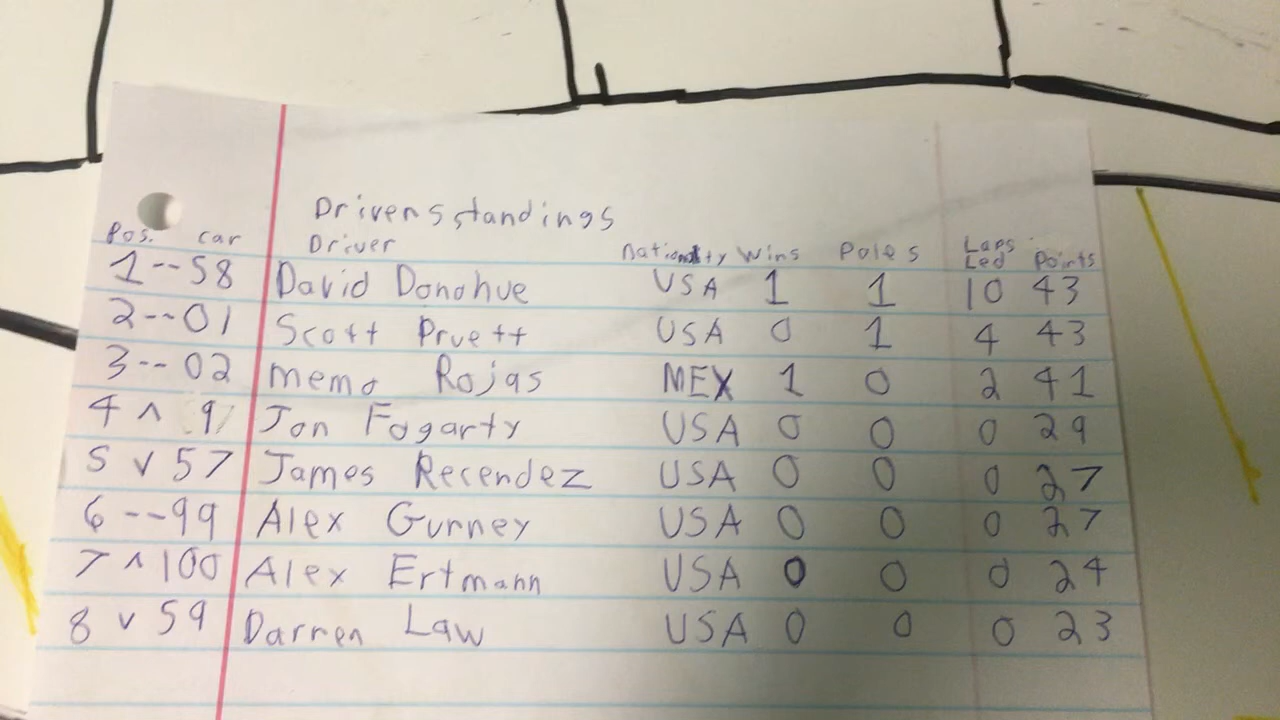 Drivers standings
Pos. car Driver Nationality Wins Poles Laps Led Points
1--58 David Donohue USA 1 1 10 43
2--01 Scott Pruett USA 0 1 4 43
3--02 Memo Rojas MEX 1 0 2 41
4 ^ 97 Jon Fogarty USA 0 0 0 29
5 v 57 James Recendez USA 0 0 0 27
6 --99 Alex Gurney USA 0 0 0 27
7 ^ 100 Alex Ertmann USA 0 0 0 24
8 v 59 Darren Law USA 0 0 0 23